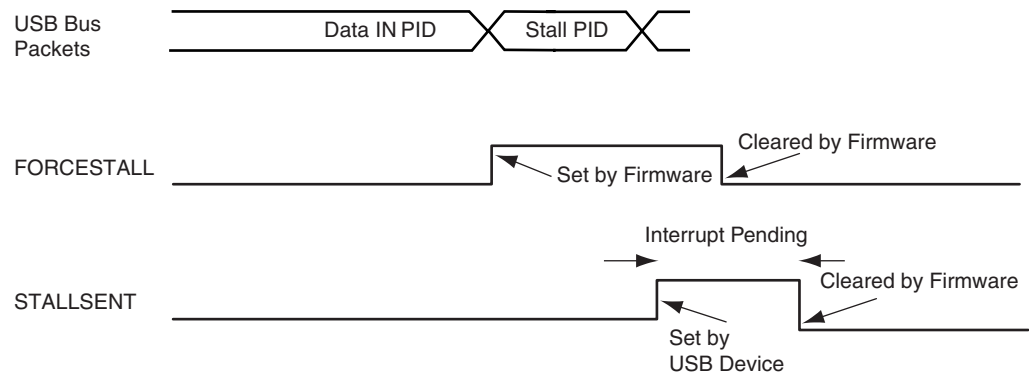 USB Bus
Packets
Data IN PID
Stall PID
FORCESTALL
Set by Firmware
Cleared by Firmware
Interrupt Pending
STALLSENT
Cleared by Firmware
Set by
USB Device